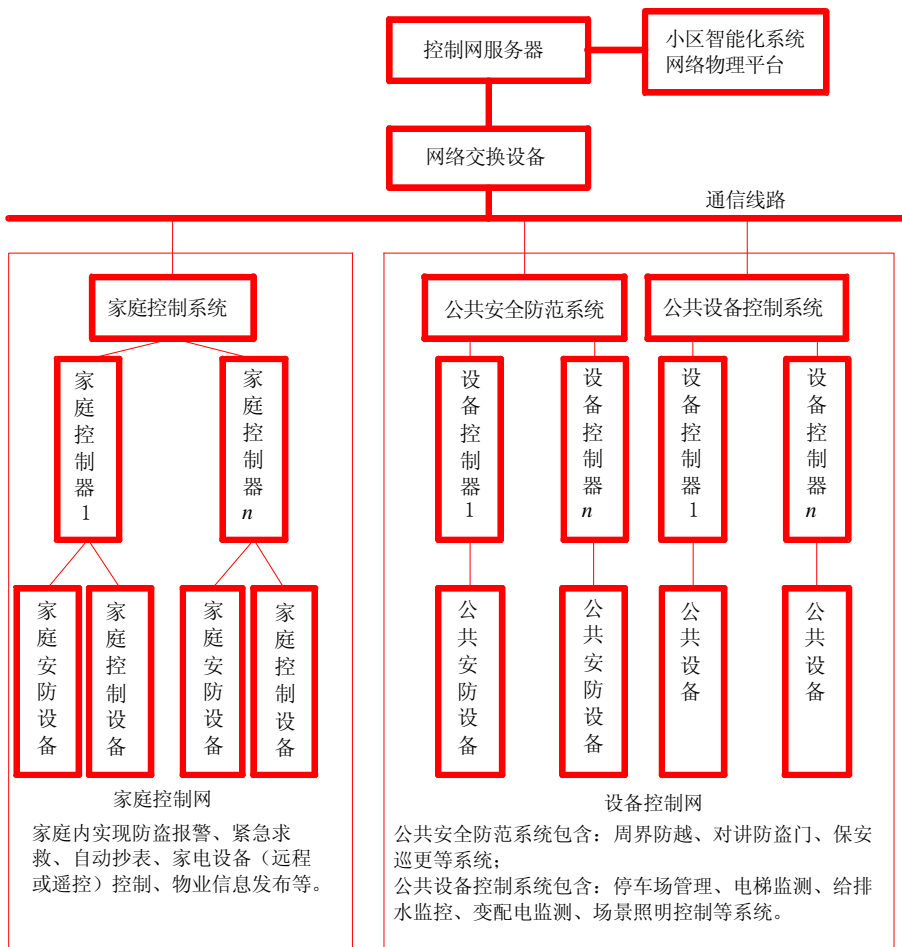 控制网服务器
小区智能化系统
网络物理平台
网络交换设备
通信线路
家庭控制系统
公共安全防范系统
公共设备控制系统
家庭控制器1
家庭控制器n
设备控制器1
设备控制器n
设备控制器1
设备控制器n
家庭安防设备
家庭控制设备
家庭安防设备
家庭控制设备
公共安防设备
公共安防设备
公共设备
公共设备
家庭控制网
家庭内实现防盗报警、紧急求
救、自动抄表、家电设备（远程
或遥控）控制、物业信息发布等。
设备控制网
公共安全防范系统包含：周界防越、对讲防盗门、保安
巡更等系统；
公共设备控制系统包含：停车场管理、电梯监测、给排
水监控、变配电监测、场景照明控制等系统。